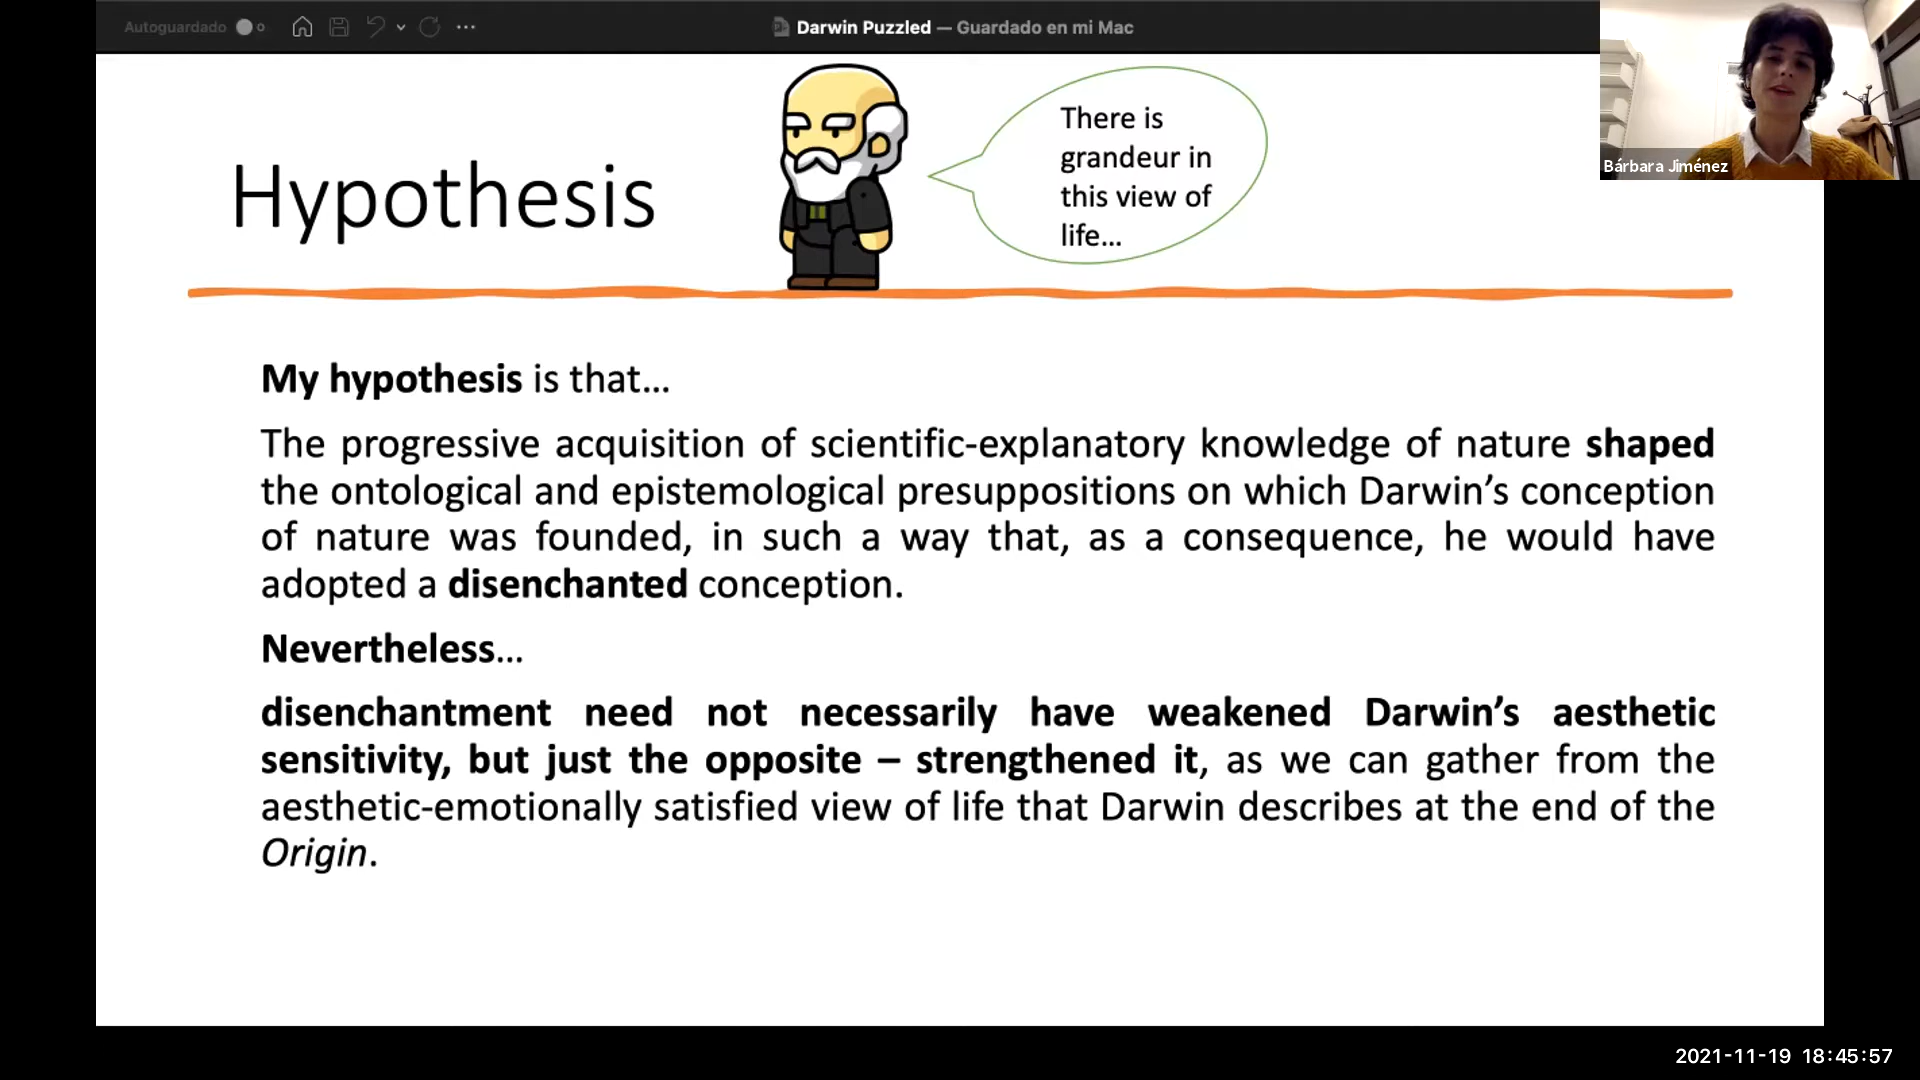 Autoguardado
Darwin Puzzled — Guardado en mi Mac
Bárbara Jiménez
There is
grandeur in
this view of
life...
Hypothesis
My hypothesis is that...
The progressive acquisition of scientific-explanatory knowledge of nature shaped
the ontological and epistemological presuppositions on which Darwin’s conception
of nature was founded, in such a way that, as a consequence, he would have
adopted a disenchanted conception.
Nevertheless...
disenchantment need not necessarily have weakened Darwin’s aesthetic
sensitivity, but just the opposite – strengthened it, as we can gather from the
aesthetic-emotionally satisfied view of life that Darwin describes at the end of the
Origin.
2021-11-19 18:45:57